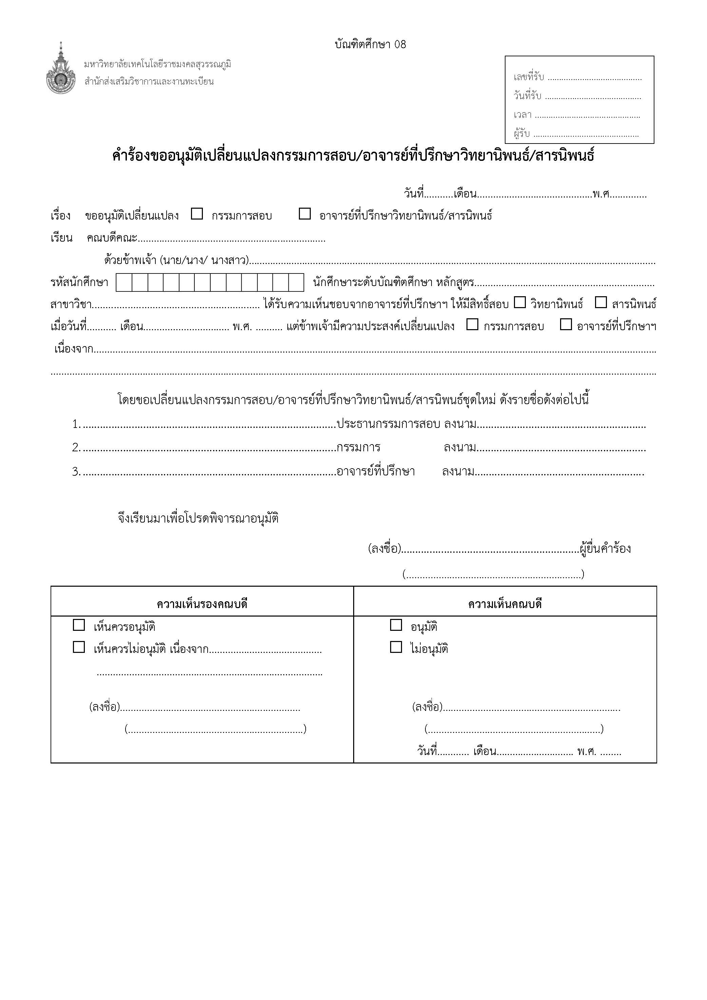 บัณฑิตศึกษา 08
มหาวิทยาลัยเทคโนโลยีราชมงคลสุวรรณภูมิ
สำนักส่งเสริมวิชาการและงานทะเบียน
เลขที่รับ ..........................................
วันที่รับ ...........................................
เวลา ...............................................
ผู้รับ ...............................................
คำร้องขออนุมัติเปลี่ยนแปลงกรรมการสอบ/อาจารย์ที่ปรึกษาวิทยานิพนธ์/สารนิพนธ์
วันที่...........เดือน...........................................พ.ศ..............
เรื่อง ขออนุมัติเปลี่ยนแปลง ☐ กรรมการสอบ ☐ อาจารย์ที่ปรึกษาวิทยานิพนธ์/สารนิพนธ์
เรียน คณบดีคณะ......................................................................
ด้วยข้าพเจ้า (นาย/นาง/ นางสาว)........................................................................................................................
รหัสนักศึกษา นักศึกษาระดับบัณฑิตศึกษา หลักสูตร...................................................................
สาขาวิชา.............................................................. ได้รับความเห็นชอบจากอาจารย์ที่ปรึกษาฯ ให้มีสิทธิ์สอบ ☐ วิทยานิพนธ์ ☐ สารนิพนธ์
เมื่อวันที่........... เดือน................................ พ.ศ. .......... แต่ข้าพเจ้ามีความประสงค์เปลี่ยนแปลง ☐ กรรมการสอบ ☐ อาจารย์ที่ปรึกษาฯ
เนื่องจาก................................................................................................................................................
................................................................................................................................................
โดยขอเปลี่ยนแปลงกรรมการสอบ/อาจารย์ที่ปรึกษาวิทยานิพนธ์/สารนิพนธ์ชุดใหม่ ดังรายชื่อดังต่อไปนี้
1. ......................................................................................ประธานกรรมการสอบ ลงนาม..........................................................
2. ......................................................................................กรรมการ ลงนาม..........................................................
3. ......................................................................................อาจารย์ที่ปรึกษา ลงนาม..........................................................
จึงเรียนมาเพื่อโปรดพิจารณาอนุมัติ
(ลงชื่อ).............................................................ผู้ยื่นคำร้อง
(................................................................)
ความเห็นรองคณบดี ความเห็นคณบดี
☐ เห็นควรอนุมัติ ☐ อนุมัติ
☐ เห็นควรไม่อนุมัติ เนื่องจาก.......................................... ☐ ไม่อนุมัติ
....................................................................................
(ลงชื่อ).................................................................. (ลงชื่อ)..................................................................
(.................................................................) (................................................................)
วันที่............ เดือน............................. พ.ศ. ........